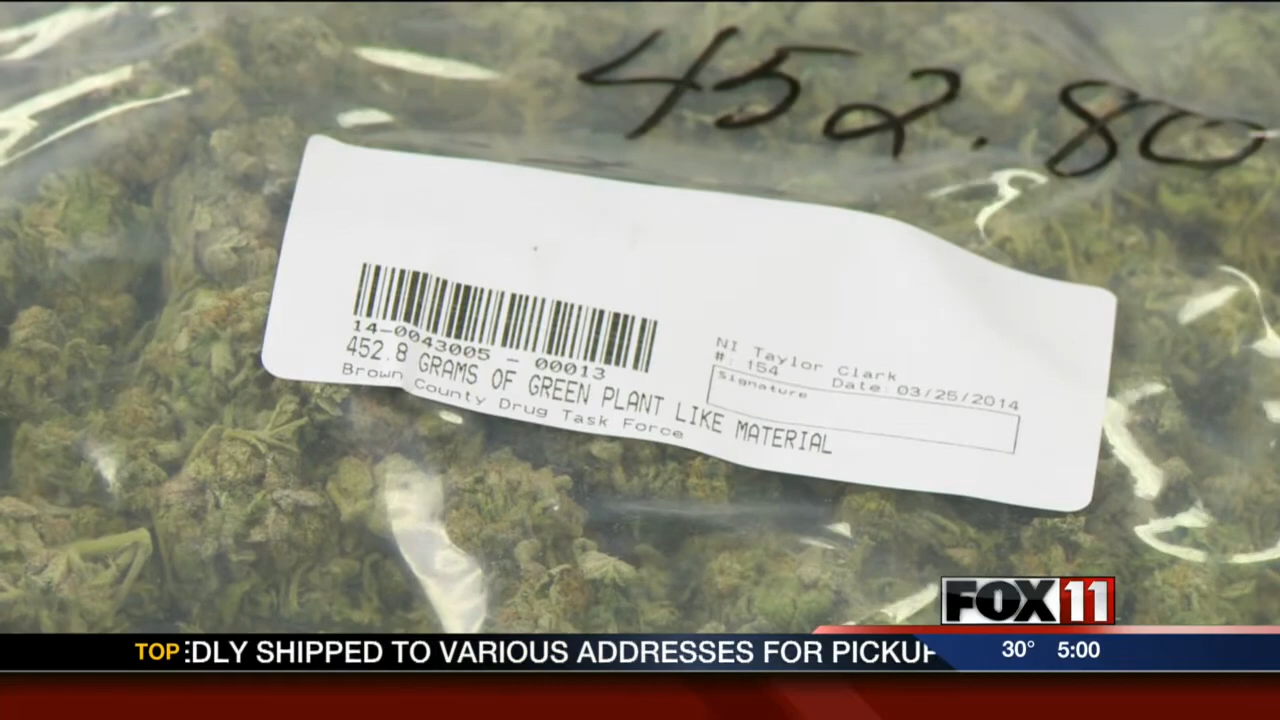 452.80
14-0043005 - 00013
452.8 GRAMS OF GREEN PLANT LIKE MATERIAL
Brown County Drug Task Force
NI Taylor Clark
#: 154 Date: 03/25/2014
Signature
FOX 11
TOP EDLY SHIPPED TO VARIOUS ADDRESSES FOR PICKUP
30° 5:00